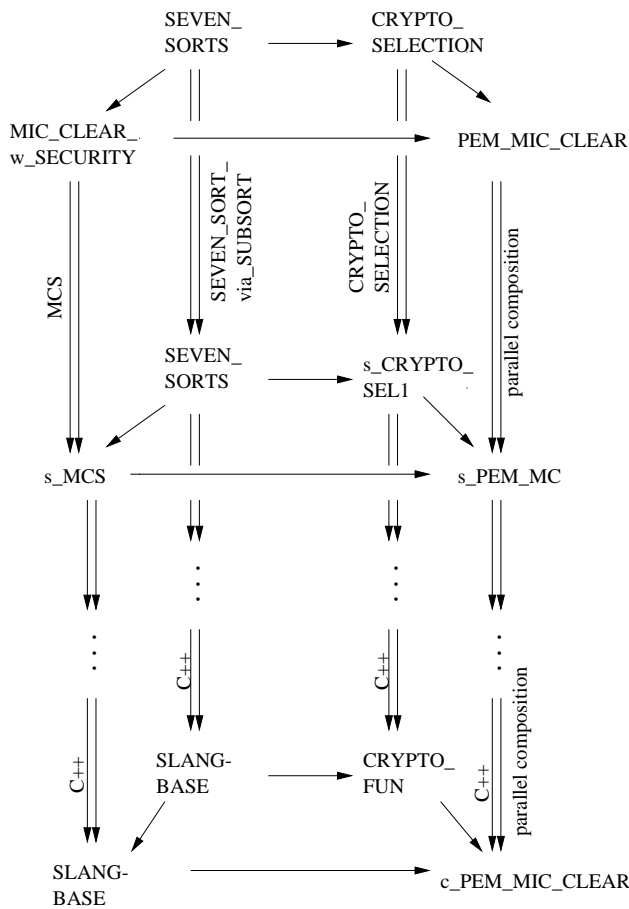 SEVEN_
SORTS
CRYPTO_
SELECTION
MIC_CLEAR_
w_SECURITY
PEM_MIC_CLEAR
MCS
SEVEN_SORT_
via_SUBSORT
CRYPTO_
SELECTION
parallel composition
SEVEN_
SORTS
s_CRYPTO_
SEL1
s_MCS
s_PEM_MC
C++
C++
C++
C++
parallel composition
SLANG-
BASE
CRYPTO_
FUN
SLANG-
BASE
c_PEM_MIC_CLEAR